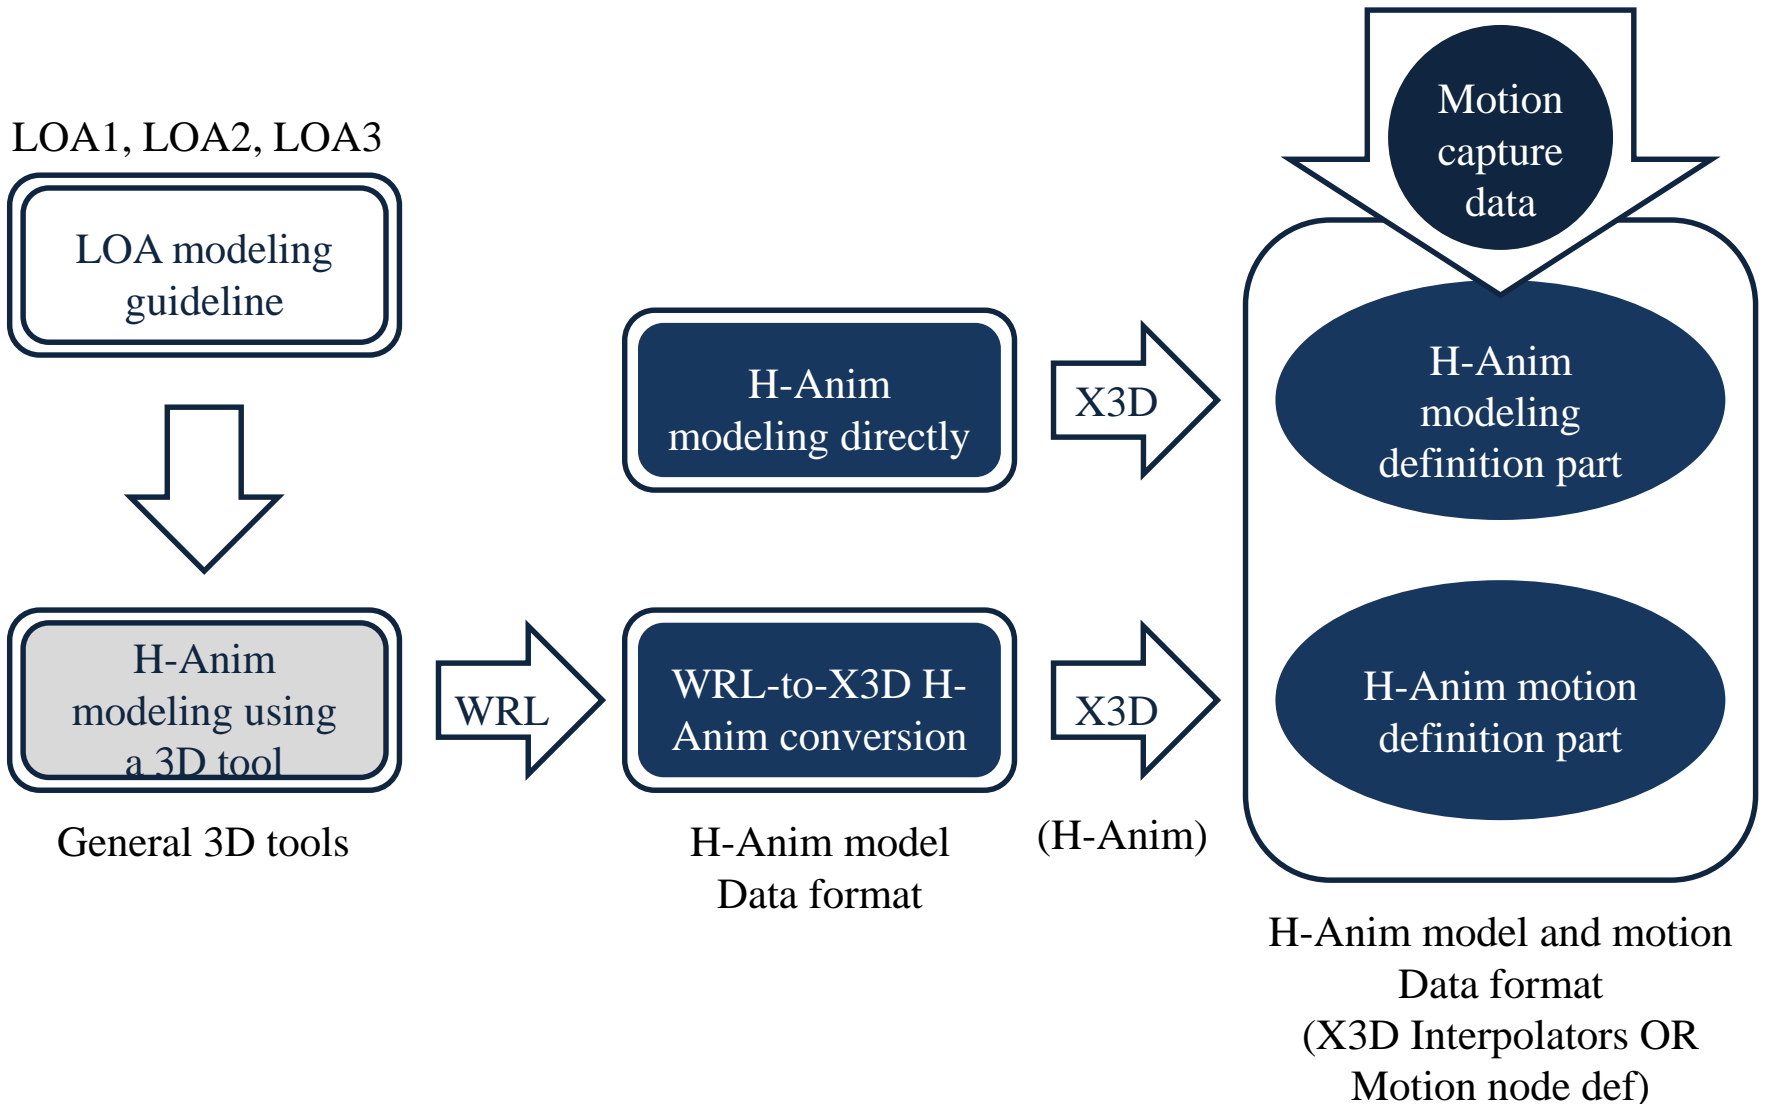 LOA1, LOA2, LOA3
LOA modeling
guideline
H-Anim
modeling using
a 3D tool
General 3D tools
WRL
H-Anim
modeling directly
WRL-to-X3D H-
Anim conversion
H-Anim model
Data format
X3D
X3D
(H-Anim)
Motion
capture
data
H-Anim
modeling
definition part
H-Anim motion
definition part
H-Anim model and motion
Data format
(X3D Interpolators OR
Motion node def)